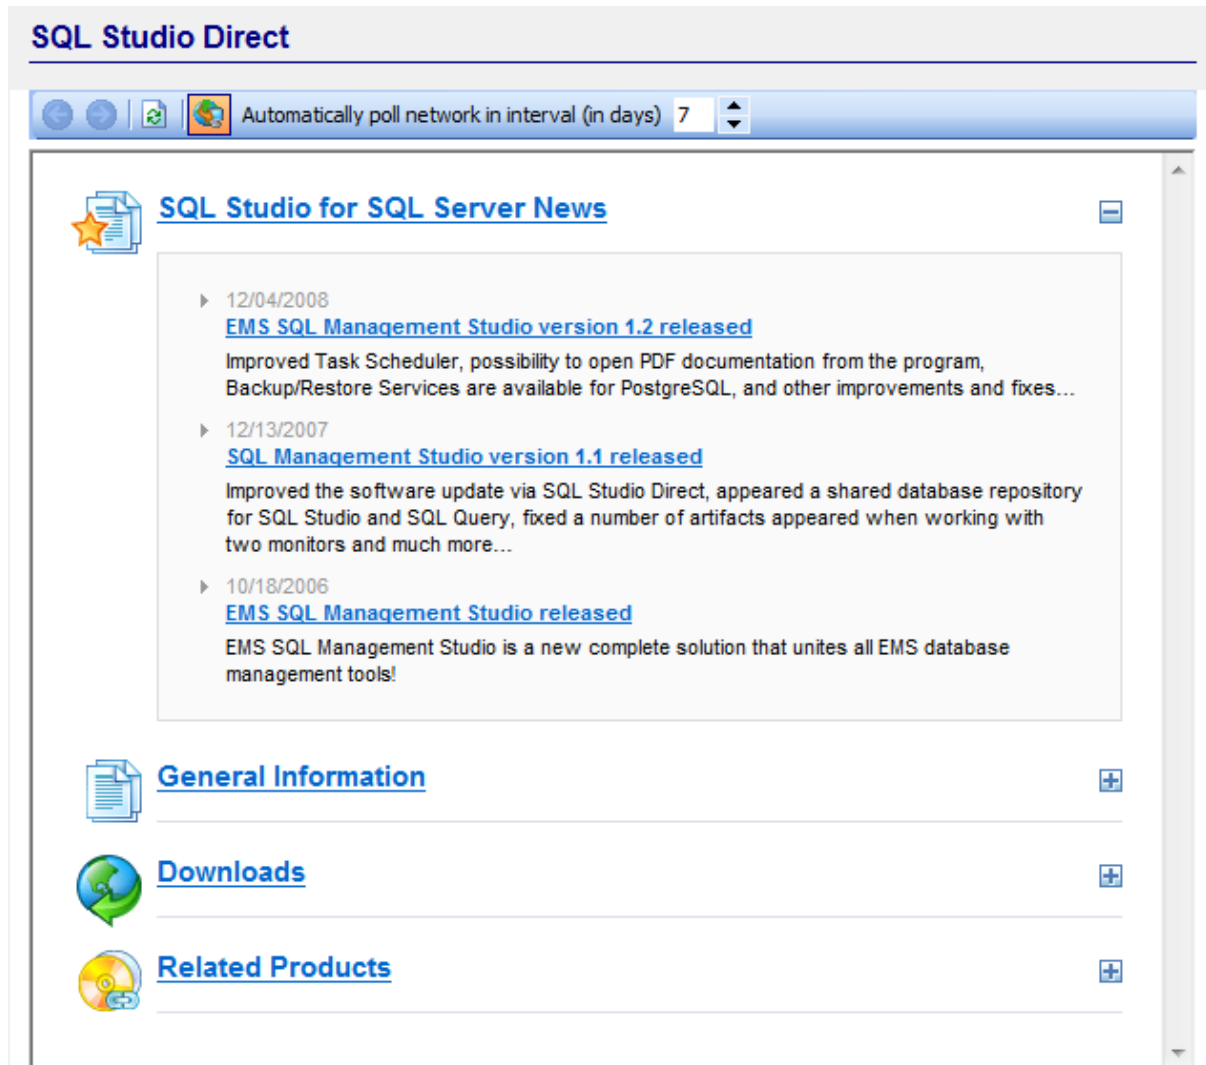 SQL Studio Direct
Automatically poll network in interval (in days) 7
SQL Studio for SQL Server News
12/04/2008
EMS SQL Management Studio version 1.2 released
Improved Task Scheduler, possibility to open PDF documentation from the program,
Backup/Restore Services are available for PostgreSQL, and other improvements and fixes...
12/13/2007
SQL Management Studio version 1.1 released
Improved the software update via SQL Studio Direct, appeared a shared database repository
for SQL Studio and SQL Query, fixed a number of artifacts appeared when working with
two monitors and much more...
10/18/2006
EMS SQL Management Studio released
EMS SQL Management Studio is a new complete solution that unites all EMS database
management tools!
General Information
Downloads
Related Products